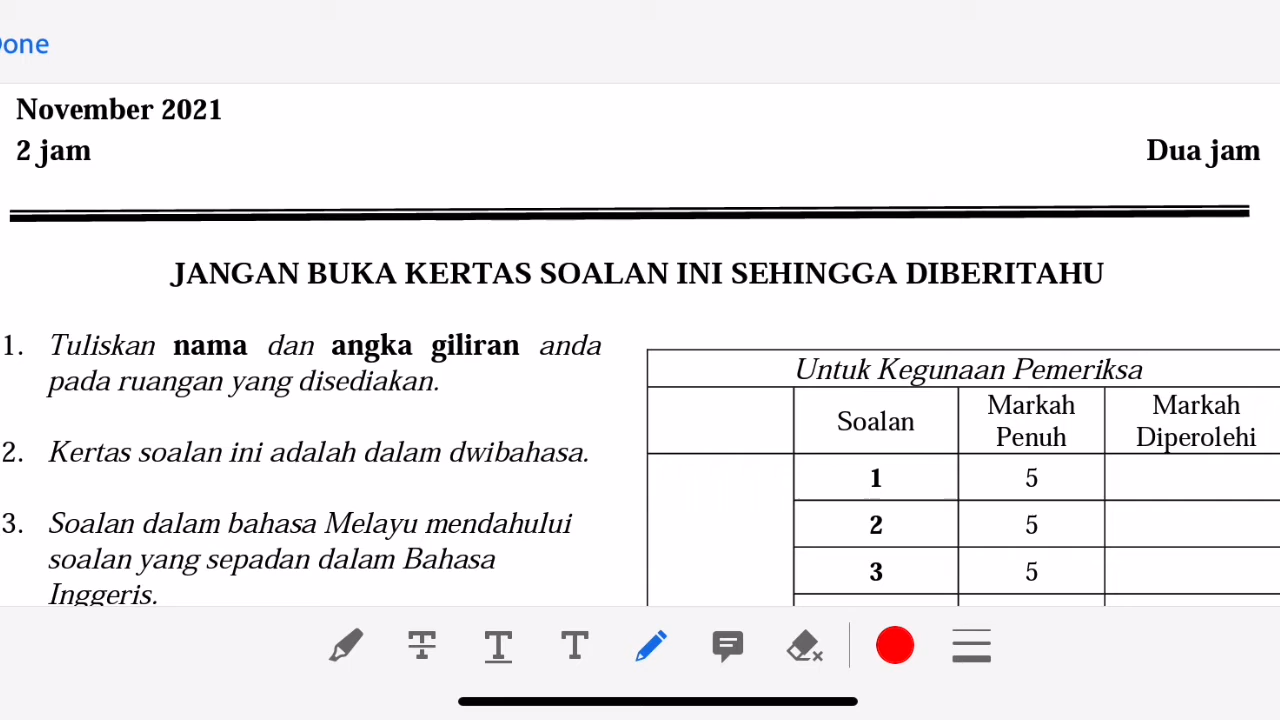 one
November 2021
2 jam
Dua jam
JANGAN BUKA KERTAS SOALAN INI SEHINGGA DIBERITAHU
1. Tuliskan nama dan angka giliran anda
pada ruangan yang disediakan.
2. Kertas soalan ini adalah dalam dwibahasa.
3. Soalan dalam bahasa Melayu mendahului
soalan yang sepadan dalam Bahasa
Inggeris.
Untuk Kegunaan Pemeriksa
Soalan
Markah
Penuh
Markah
Diperolehi
1 5
2 5
3 5